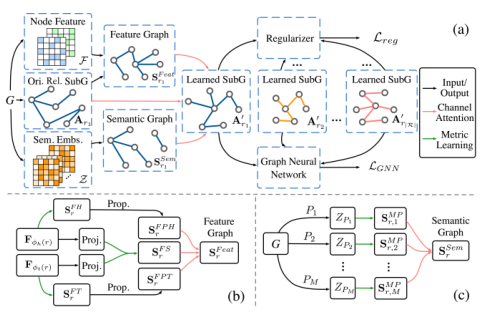 (a)
Node Feature
Feature Graph
Regularizer
$\mathcal{L}_{reg}$
$\mathcal{F}$
$\mathbf{S}_{r_1}^{Feat}$
...
...
Ori. Rel. SubG
Learned SubG
Learned SubG
Learned SubG
Input/
Output
G
$\mathbf{A}_{r_1}$
$\mathbf{A}'_{r_1}$
$\mathbf{A}'_{r_2}$
...
$\mathbf{A}'_{r_{|\mathcal{R}|}}$
Channel
Attention
Sem. Embs.
Semantic Graph
Metric
Learning
$\mathcal{Z}$
$\mathbf{S}_{r_1}^{Sem}$
...
...
Graph Neural
Network
$\mathcal{L}_{GNN}$
$\mathbf{S}_r^{FH}$
Prop.
$\mathbf{F}_{\phi_h(r)}$
Proj.
$\mathbf{S}_r^{FPH}$
Feature
Graph
$\mathbf{S}_r^{FS}$
$\mathbf{S}_r^{Feat}$
$\mathbf{F}_{\phi_t(r)}$
Proj.
$\mathbf{S}_r^{FPT}$
$\mathbf{S}_r^{FT}$
Prop.
(b)
$P_1$
$Z_{P_1}$
$\mathbf{S}_{r,1}^{MP}$
Semantic
Graph
G
$P_2$
$Z_{P_2}$
$\mathbf{S}_{r,2}^{MP}$
$\mathbf{S}_r^{Sem}$
$P_M$
$Z_{P_M}$
$\mathbf{S}_{r,M}^{MP}$
(c)